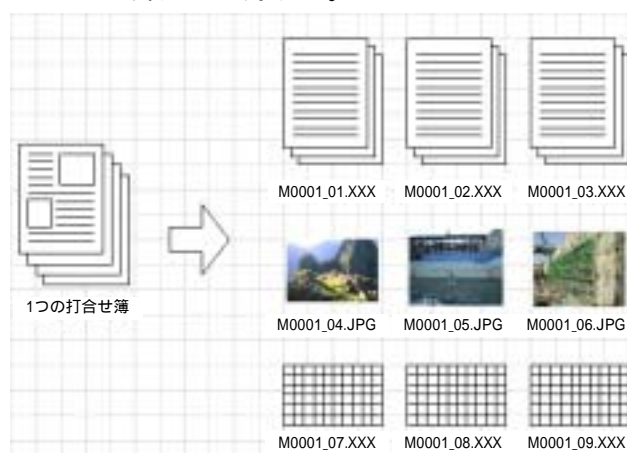 M0001_01.XXX M0001_02.XXX M0001_03.XXX
1つの打合せ簿
M0001_04.JPG M0001_05.JPG M0001_06.JPG
M0001_07.XXX M0001_08.XXX M0001_09.XXX